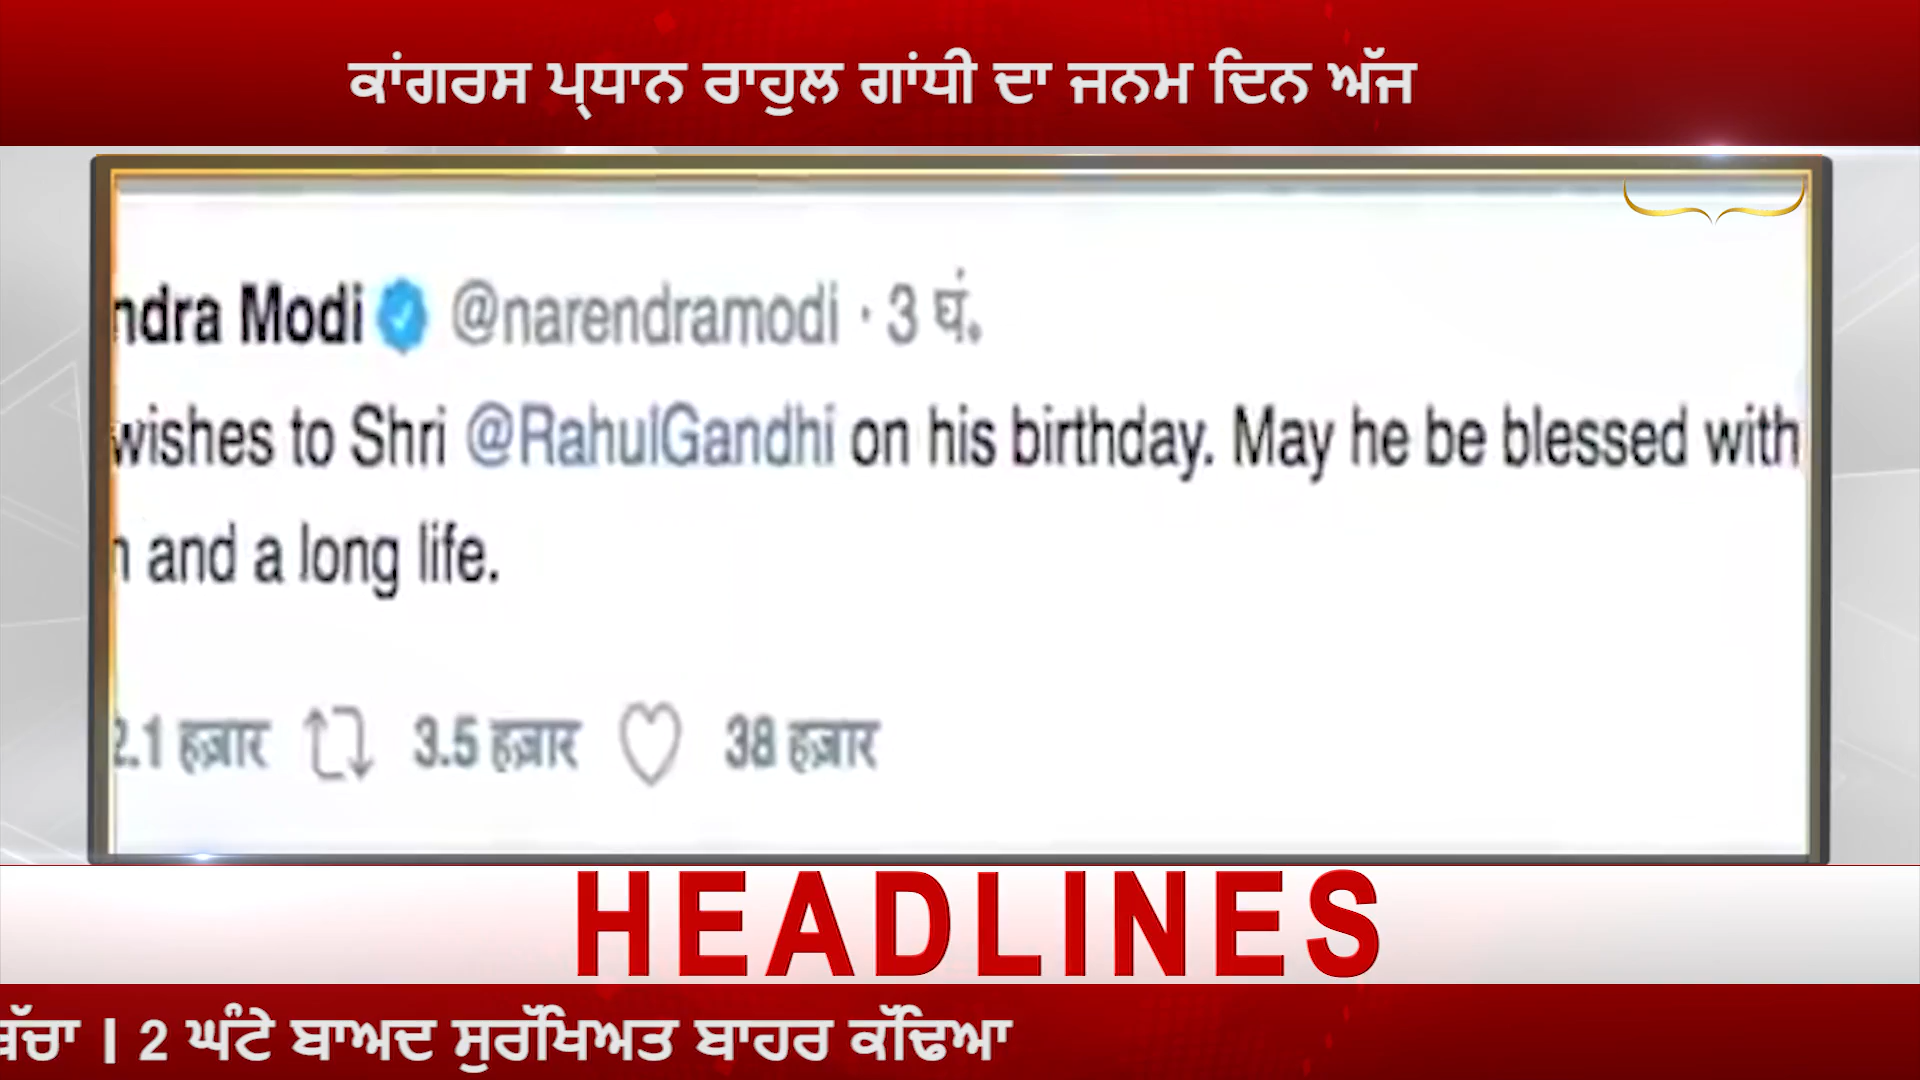 ਕਾਂਗਰਸ ਪ੍ਰਧਾਨ ਰਾਹੁਲ ਗਾਂਧੀ ਦਾ ਜਨਮ ਦਿਨ ਅੱਜ
ndra Modi @narendramodi · 3 घं.
wishes to Shri @RahulGandhi on his birthday. May he be blessed with
and a long life.
2.1 हज़ार 3.5 हज़ार 38 हज़ार
HEADLINES
| 2 ਘੰਟੇ ਬਾਅਦ ਸੁਰੱਖਿਅਤ ਬਾਹਰ ਕੱਢਿਆ